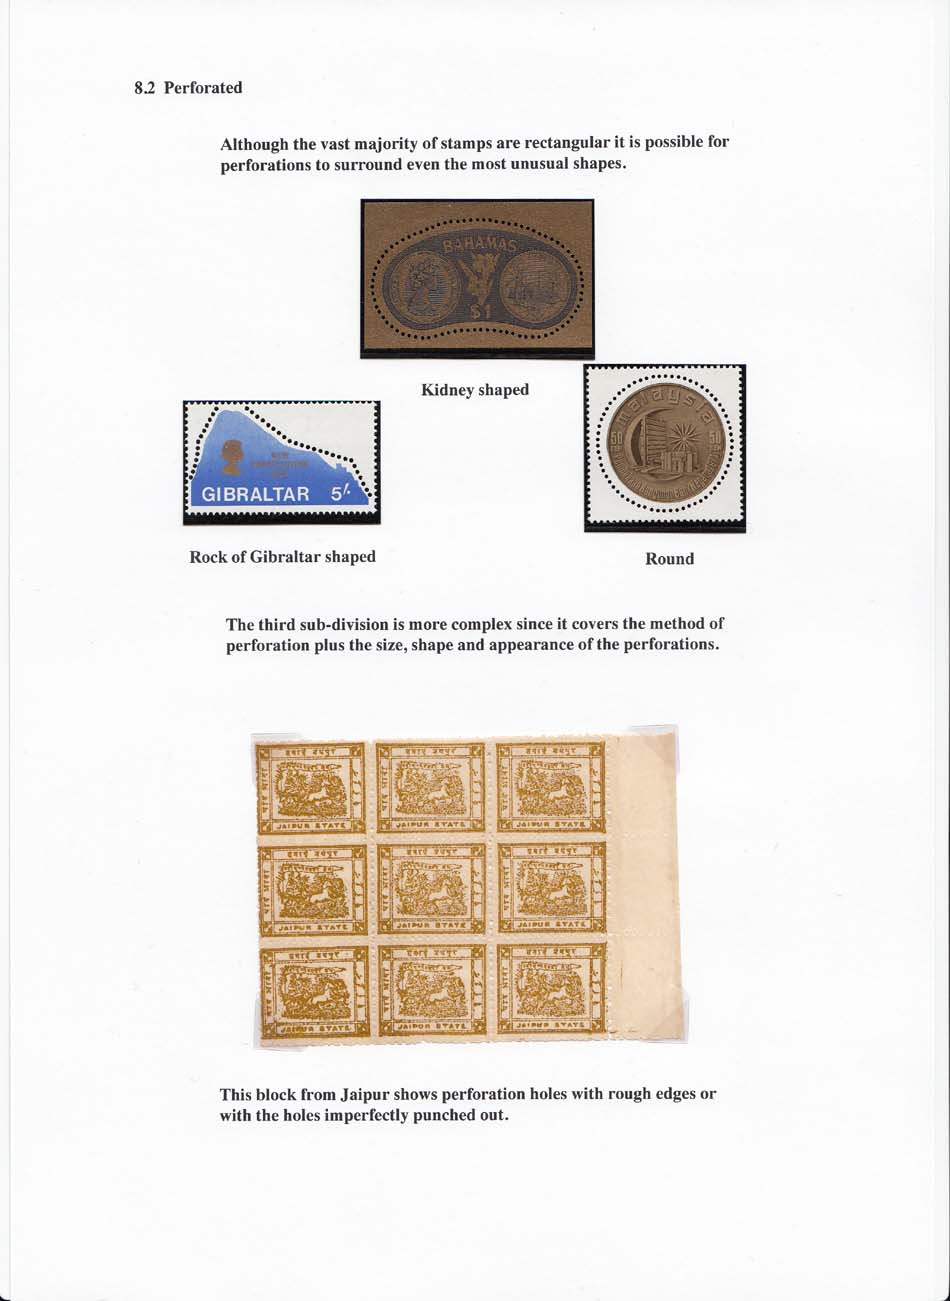 8.2 Perforated
Although the vast majority of stamps are rectangular it is possible for
perforations to surround even the most unusual shapes.
BAHAMAS
$1
Kidney shaped
GIBRALTAR 5/-
malaysia
50 50
Rock of Gibraltar shaped
Round
The third sub-division is more complex since it covers the method of
perforation plus the size, shape and appearance of the perforations.
JAIPUR STATE JAIPUR STATE JAIPUR STATE
JAIPUR STATE JAIPUR STATE JAIPUR STATE
JAIPUR STATE JAIPUR STATE JAIPUR STATE
This block from Jaipur shows perforation holes with rough edges or
with the holes imperfectly punched out.